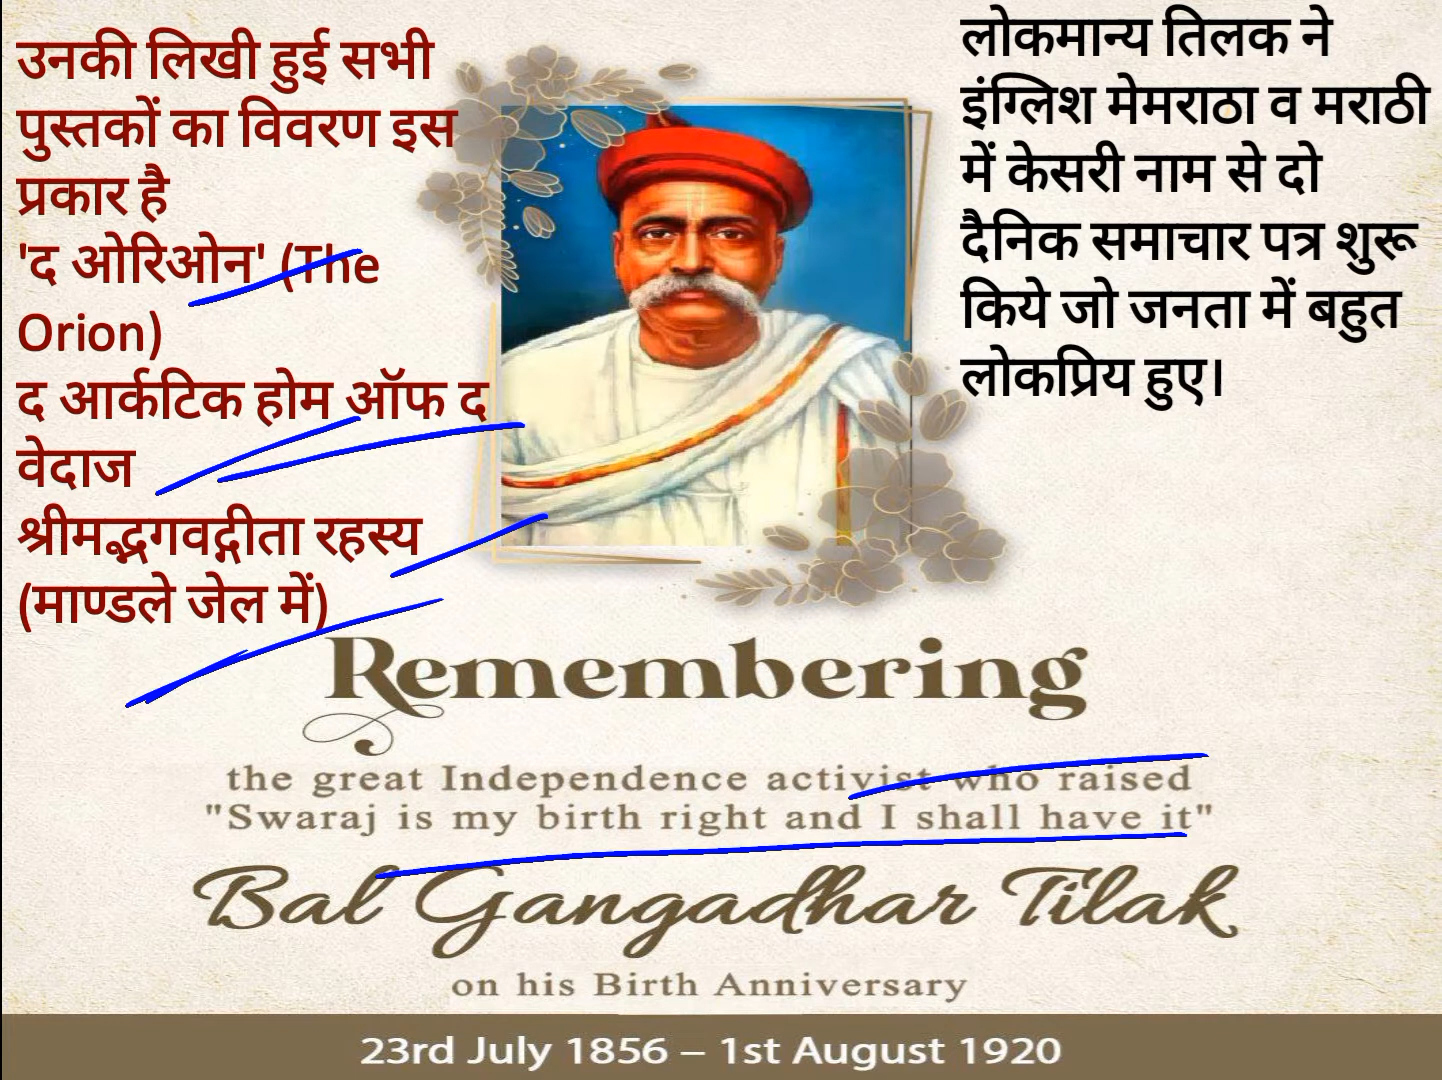 उनकी लिखी हुई सभी
पुस्तकों का विवरण इस
प्रकार है
'द ओरिओन' (The
Orion)
द आर्कटिक होम ऑफ द
वेदाज
श्रीमद्भगवद्गीता रहस्य
(माण्डले जेल में)
लोकमान्य तिलक ने
इंग्लिश मेमराठा व मराठी
में केसरी नाम से दो
दैनिक समाचार पत्र शुरू
किये जो जनता में बहुत
लोकप्रिय हुए।
Remembering
the great Independence activist who raised
"Swaraj is my birth right and I shall have it"
Bal Gangadhar Tilak
on his Birth Anniversary
23rd July 1856 – 1st August 1920